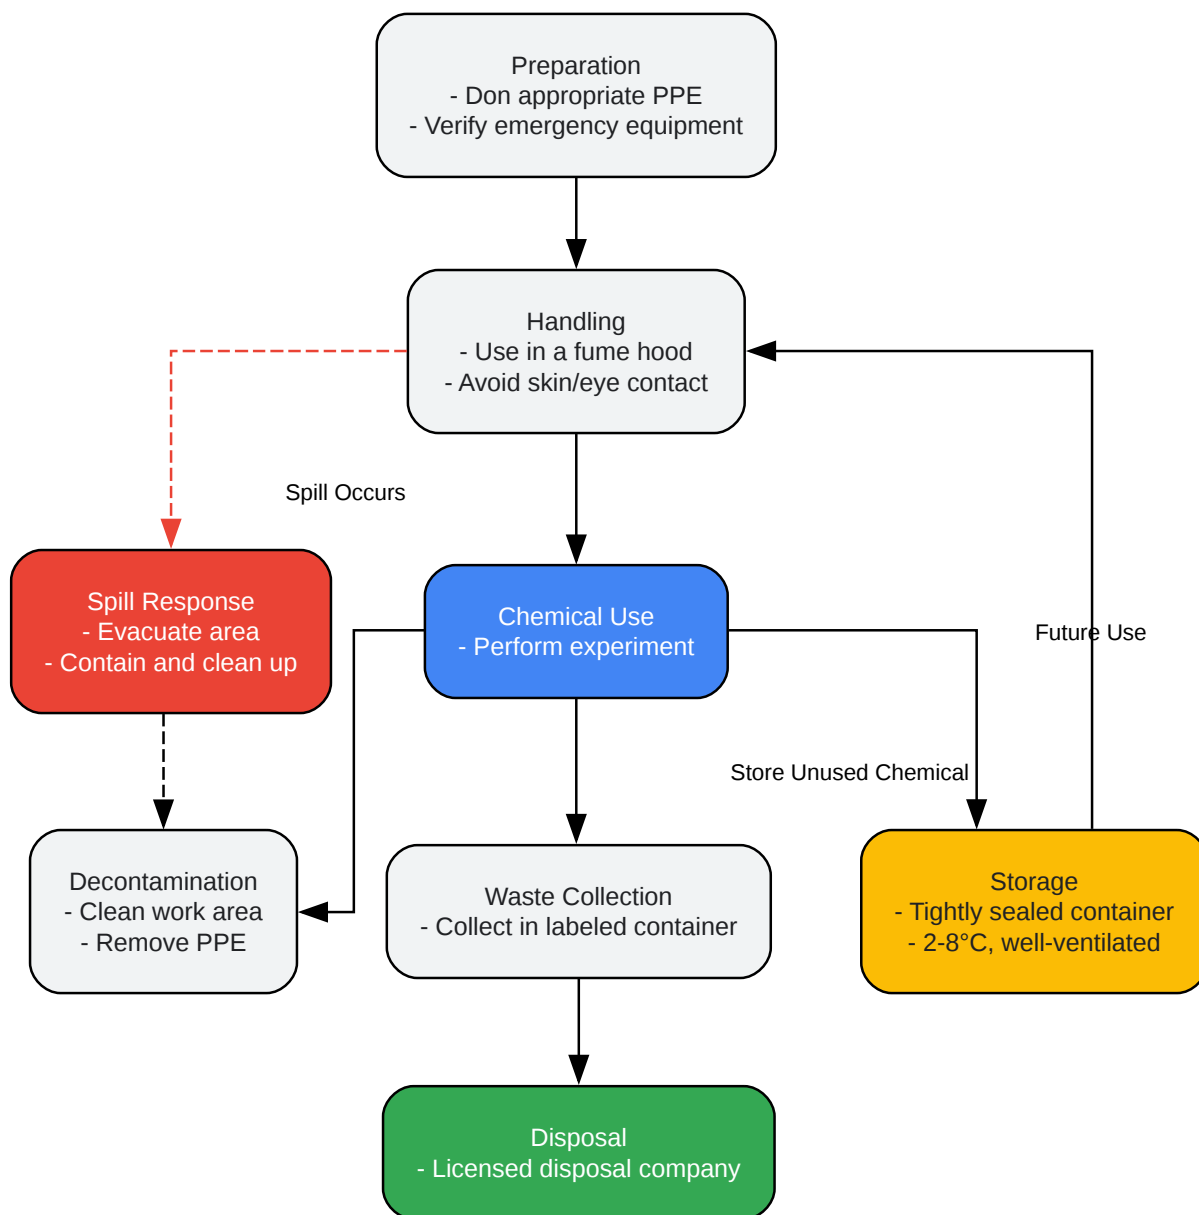 Preparation
- Don appropriate PPE
- Verify emergency equipment
Handling
- Use in a fume hood
- Avoid skin/eye contact
Spill Occurs
Spill Response
- Evacuate area
- Contain and clean up
Chemical Use
- Perform experiment
Future Use
Store Unused Chemical
Decontamination
- Clean work area
- Remove PPE
Waste Collection
- Collect in labeled container
Storage
- Tightly sealed container
- 2-8°C, well-ventilated
Disposal
- Licensed disposal company